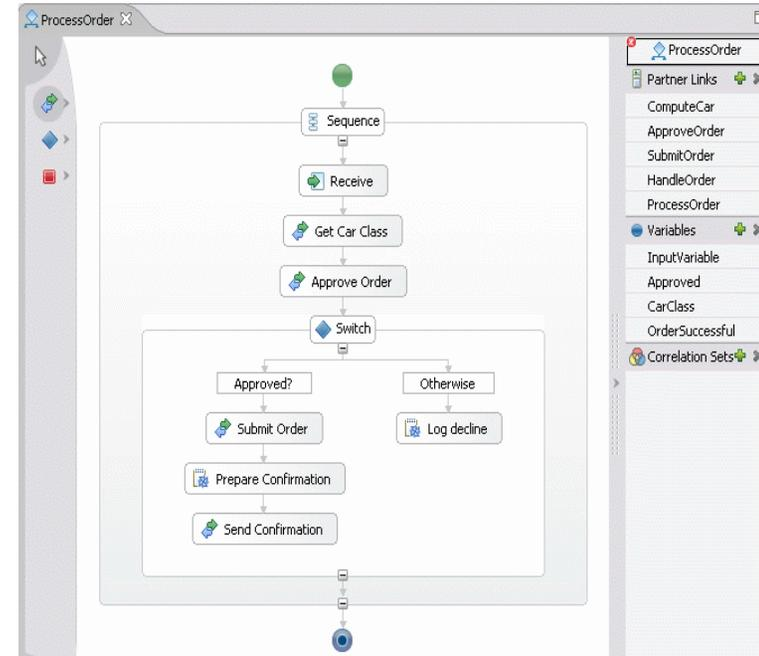 ProcessOrder
Sequence
Receive
Get Car Class
Approve Order
Switch
Approved?
Otherwise
Submit Order
Log decline
Prepare Confirmation
Send Confirmation
ProcessOrder
Partner Links
ComputeCar
ApproveOrder
SubmitOrder
HandleOrder
ProcessOrder
Variables
InputVariable
Approved
CarClass
OrderSuccessful
Correlation Sets